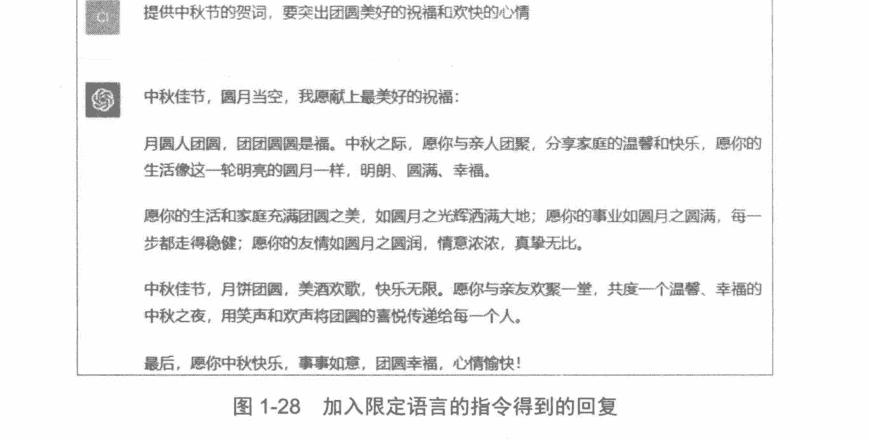 CI
提供中秋节的贺词，要突出团圆美好的祝福和欢快的心情
中秋佳节，圆月当空，我愿献上最美好的祝福：
月圆人团圆，团团圆圆是福。中秋之际，愿你与亲人团聚，分享家庭的温馨和快乐，愿你的
生活像这一轮明亮的圆月一样，明朗、圆满、幸福。
愿你的生活和家庭充满团圆之美，如圆月之光辉洒满大地；愿你的事业如圆月之圆满，每一
步都走得稳健；愿你的友情如圆月之圆润，情意浓浓，真挚无比。
中秋佳节，月饼团圆，美酒欢歌，快乐无限。愿你与亲友欢聚一堂，共度一个温馨、幸福的
中秋之夜，用笑声和欢声将团圆的喜悦传递给每一个人。
最后，愿你中秋快乐，事事如意，团圆幸福，心情愉快！
图 1-28 加入限定语言的指令得到的回复